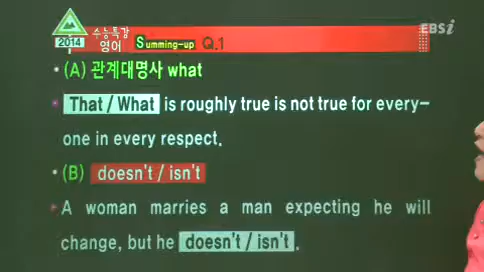 EBSi
수능특강
2014 영어 Summing-up Q.1
• (A) 관계대명사 what
That / What is roughly true is not true for every-
one in every respect.
• (B) doesn't / isn't
• A woman marries a man expecting he will
change, but he doesn't / isn't.